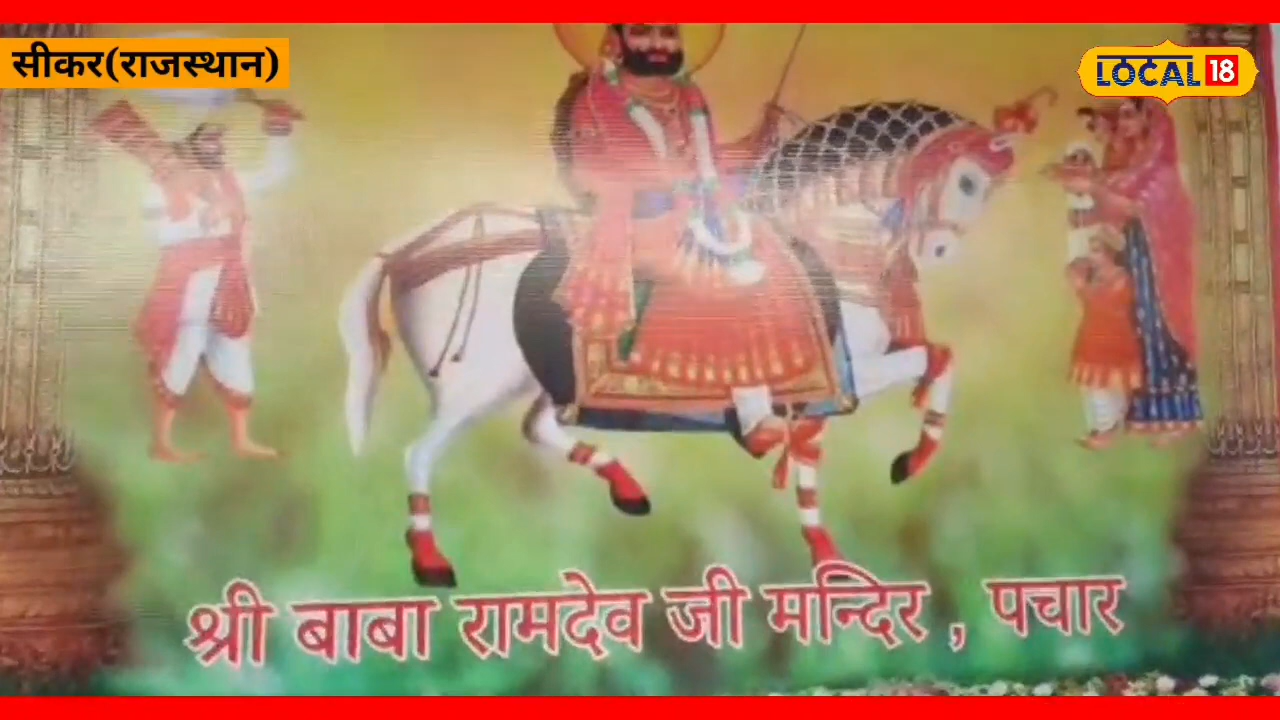 सीकर(राजस्थान)
LOCAL 18
श्री बाबा रामदेव जी मन्दिर , पचार